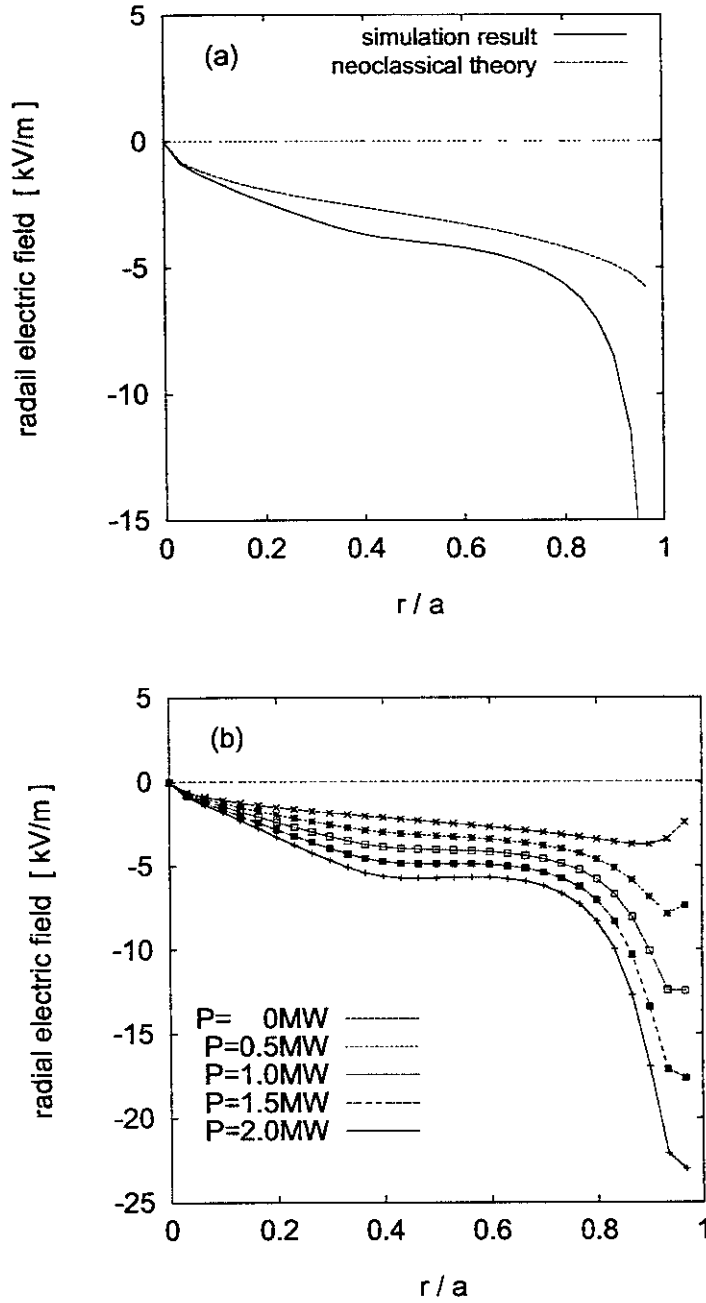 (a)
simulation result
neoclassical theory
5
0
-5
-10
-15
radail electric field [ kV/m ]
0 0.2 0.4 0.6 0.8 1
r / a
(b)
5
0
-5
-10
-15
-20
-25
radial electric field [ kV/m ]
P= 0MW
P=0.5MW
P=1.0MW
P=1.5MW
P=2.0MW
0 0.2 0.4 0.6 0.8 1
r / a